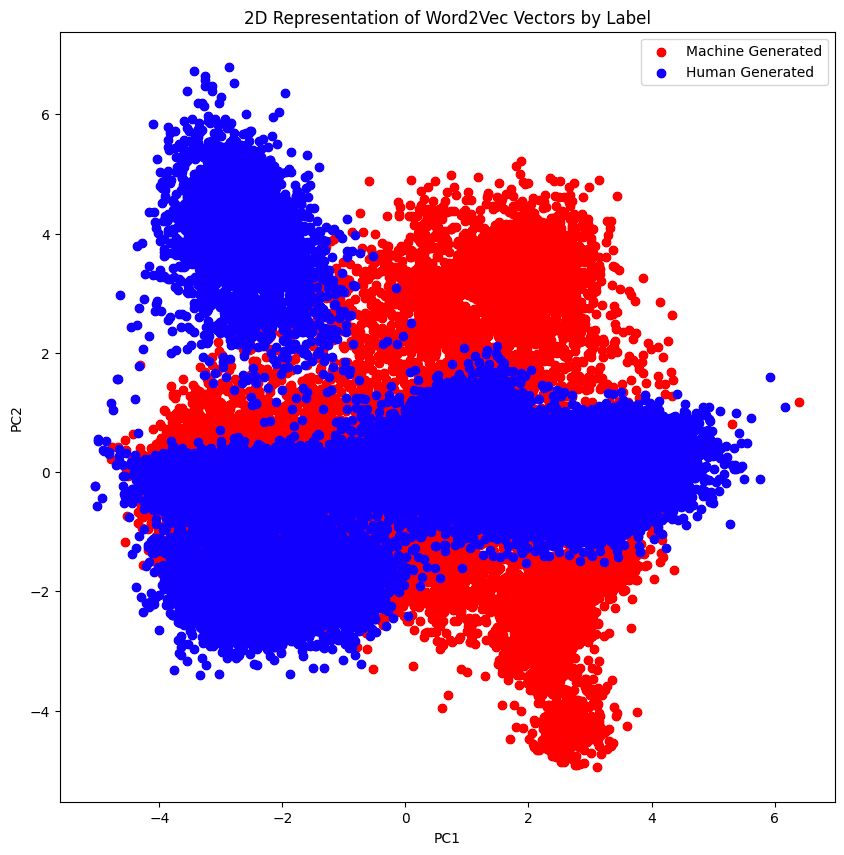 2D Representation of Word2Vec Vectors by Label
Machine Generated
Human Generated
6
4
2
0
−2
−4
PC2
−4
−2
0
2
4
6
PC1